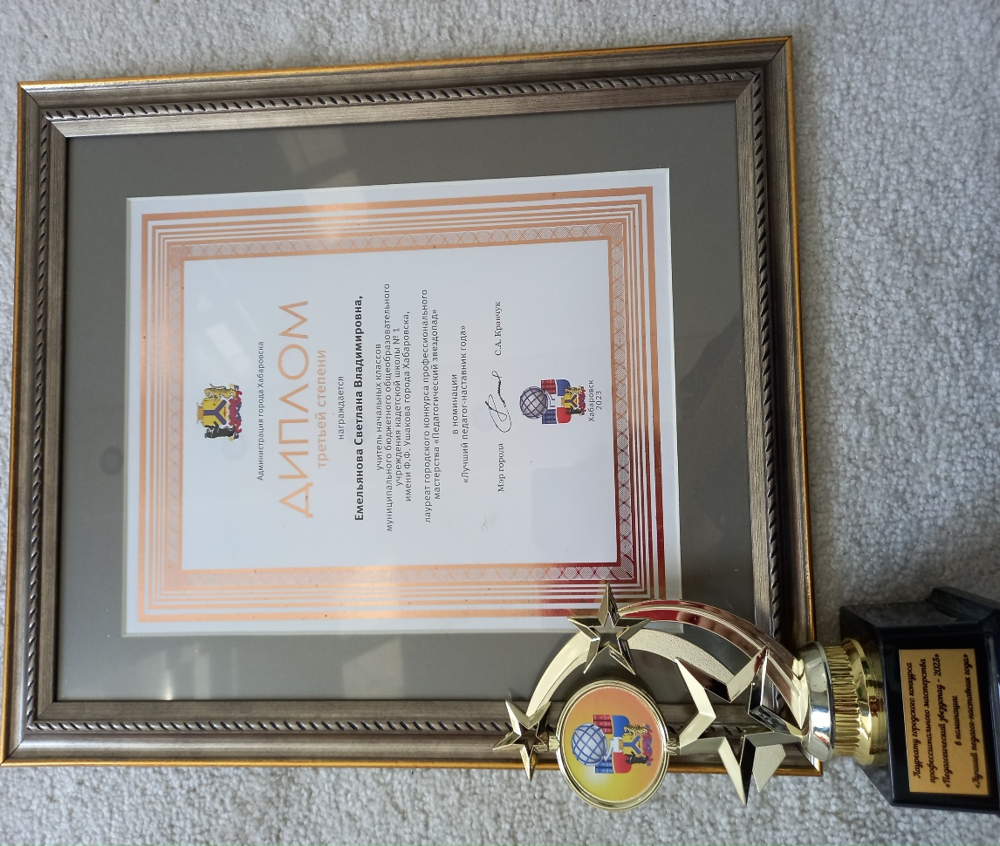 Администрация города Хабаровска
ДИПЛОМ
третьей степени
награждается
Емельянова Светлана Владимировна,
учитель начальных классов
муниципального бюджетного общеобразовательного
учреждения кадетской школы № 1
имени Ф.Ф. Ушакова города Хабаровска,
лауреат городского конкурса профессионального
мастерства «Педагогический звездопад»
в номинации
«Лучший педагог-наставник года»
Мэр города С.А. Кравчук
Хабаровск
2023
Лауреату городского конкурса
профессионального мастерства
«Педагогический звездопад - 2023»
в номинации
«Лучший педагог-наставник года»